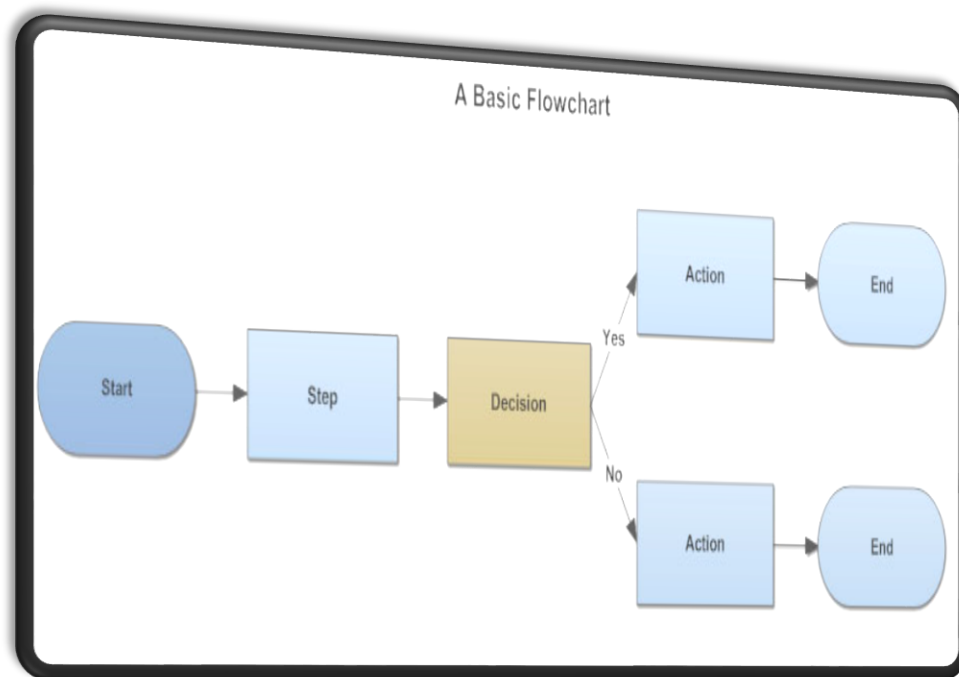 A Basic Flowchart
Start
Step
Decision
Yes
Action
End
No
Action
End